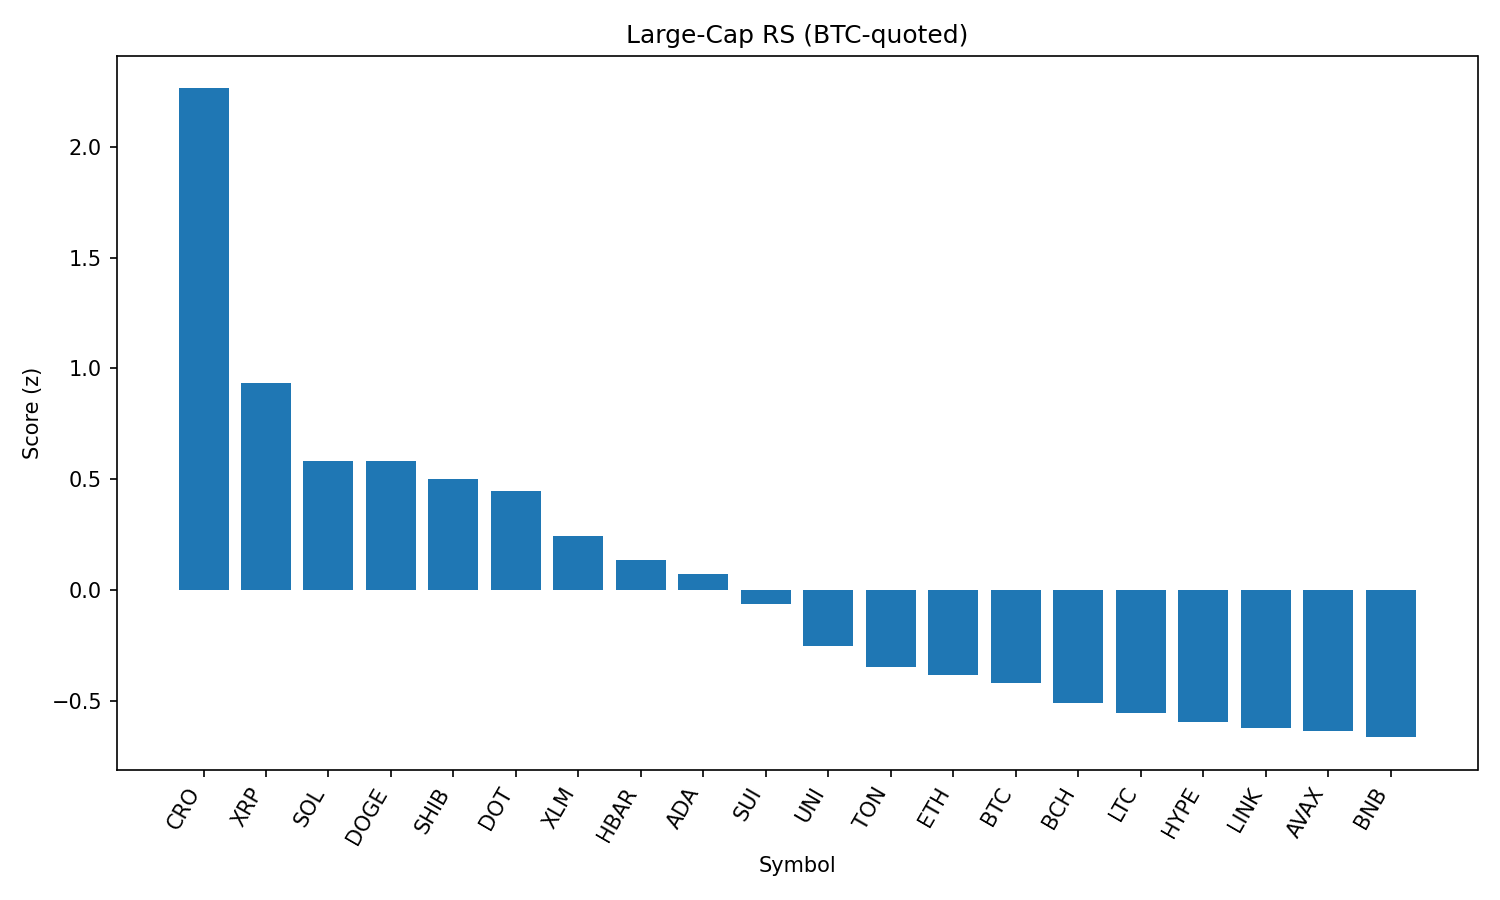 Large-Cap RS (BTC-quoted)
Score (z)
2.0
1.5
1.0
0.5
0.0
−0.5
CRO
XRP
SOL
DOGE
SHIB
DOT
XLM
HBAR
ADA
SUI
UNI
TON
ETH
BTC
BCH
LTC
HYPE
LINK
AVAX
BNB
Symbol